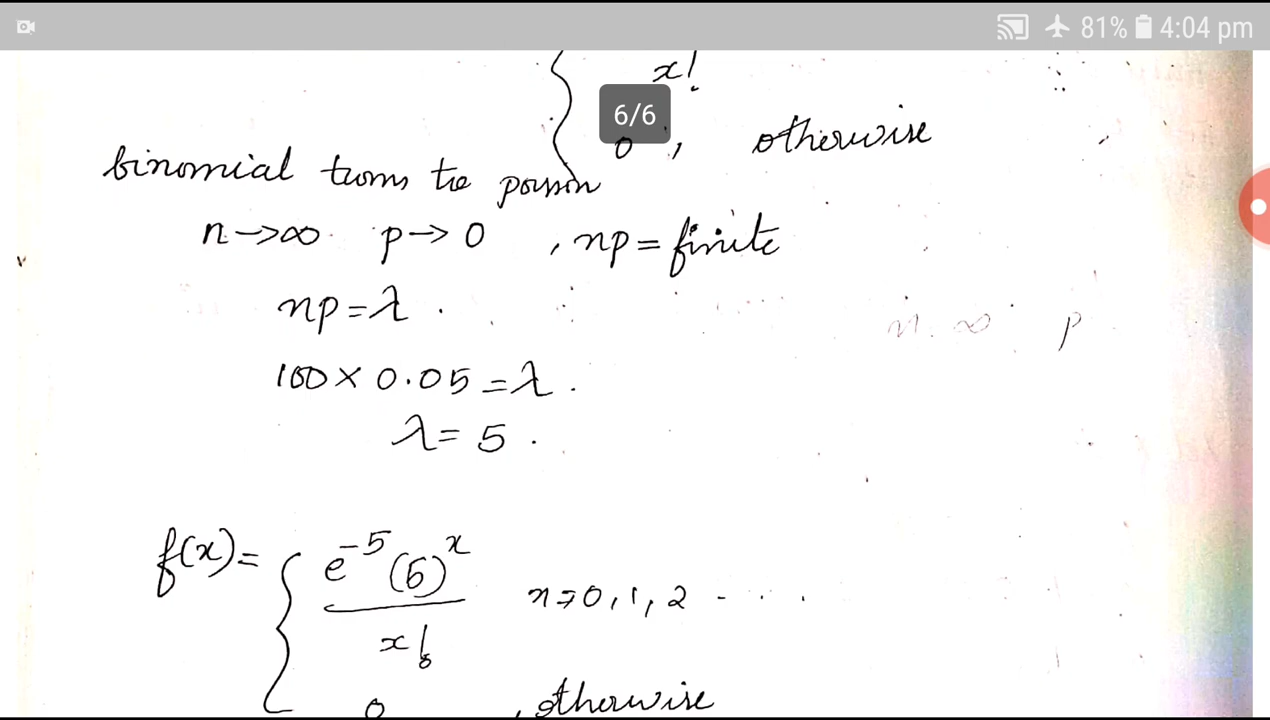 81% 4:04 pm
x!
6/6
0 , otherwise
binomial turns to poisson
n→∞ p→0 , np = finite
np = λ .
n ∞ p
100 × 0.05 = λ .
λ = 5 .
f(x) = { e^-5 (5)^x
x = 0, 1, 2 - . . .
x!
0 , otherwise